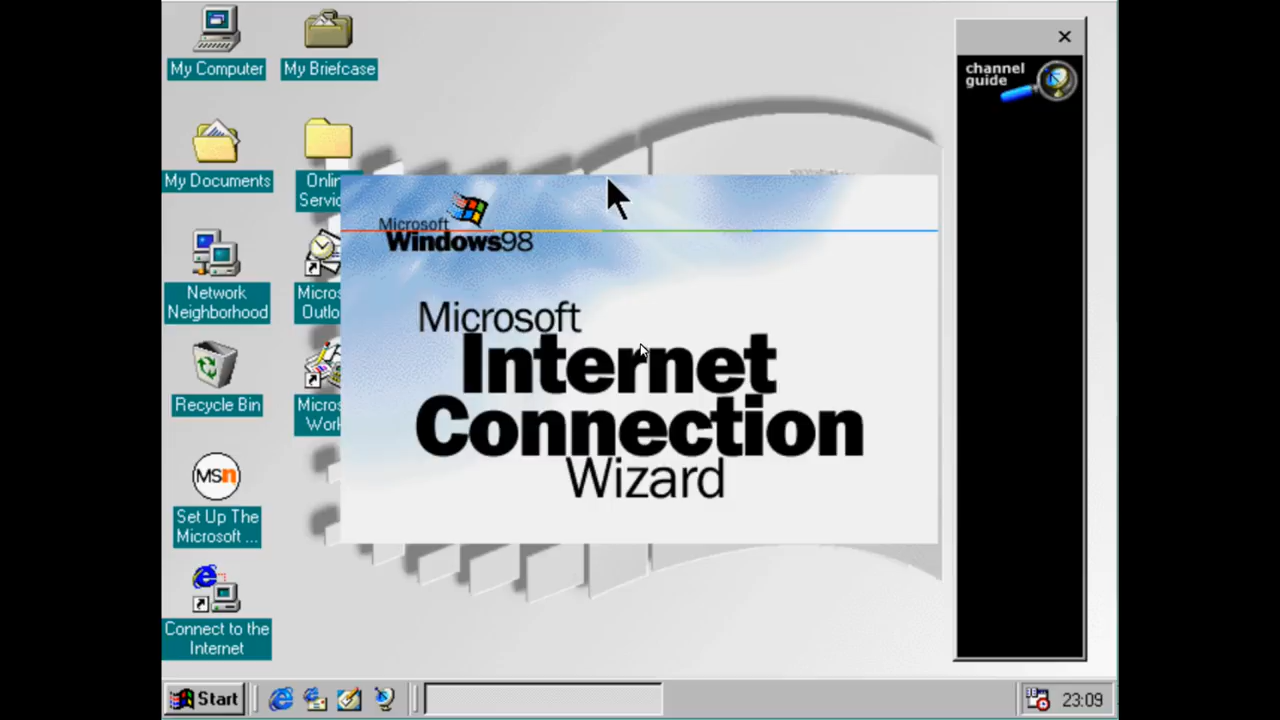 My Computer
My Briefcase
channel
guide
My Documents
Onlin
Servic
Microsoft
Windows98
Network
Neighborhood
Micros
Outlo
Microsoft
Internet
Connection
Wizard
Recycle Bin
Micros
Work
MSn
Set Up The
Microsoft ...
Connect to the
Internet
Start
23:09